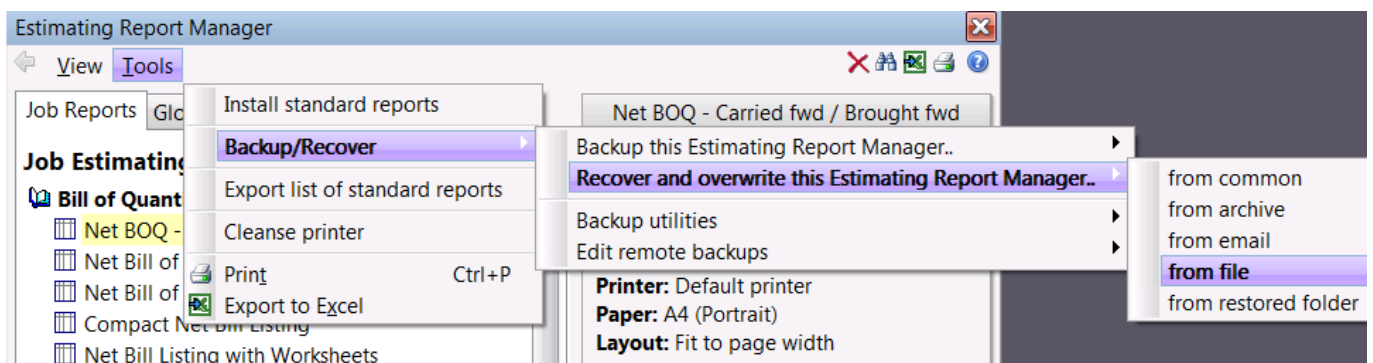 Estimating Report Manager
View Tools
Job Reports Glo
Job Estimating
Bill of Quant
Net BOQ -
Net Bill of
Net Bill of
Compact Net Bill Listing
Net Bill Listing with Worksheets
Install standard reports
Backup/Recover
Export list of standard reports
Cleanse printer
Print Ctrl+P
Export to Excel
Net BOQ - Carried fwd / Brought fwd
Backup this Estimating Report Manager..
Recover and overwrite this Estimating Report Manager..
Backup utilities
Edit remote backups
from common
from archive
from email
from file
from restored folder
Printer: Default printer
Paper: A4 (Portrait)
Layout: Fit to page width